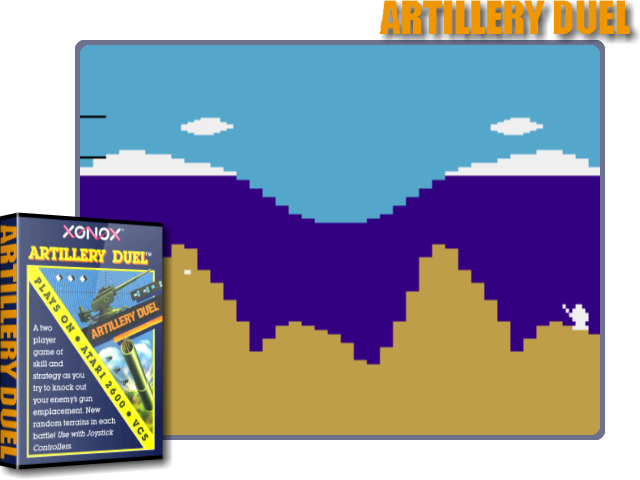 ARTILLERY DUEL
ARTILLERY DUEL
XONOX
ARTILLERY DUEL™
PLAYS ON • ATARI 2600 • VCS
ARTILLERY DUEL
A two
player
game of
skill and
strategy as you
try to knock out
your enemy's gun
emplacement. New
random terrains in each
battle! Use with Joystick
Controllers.